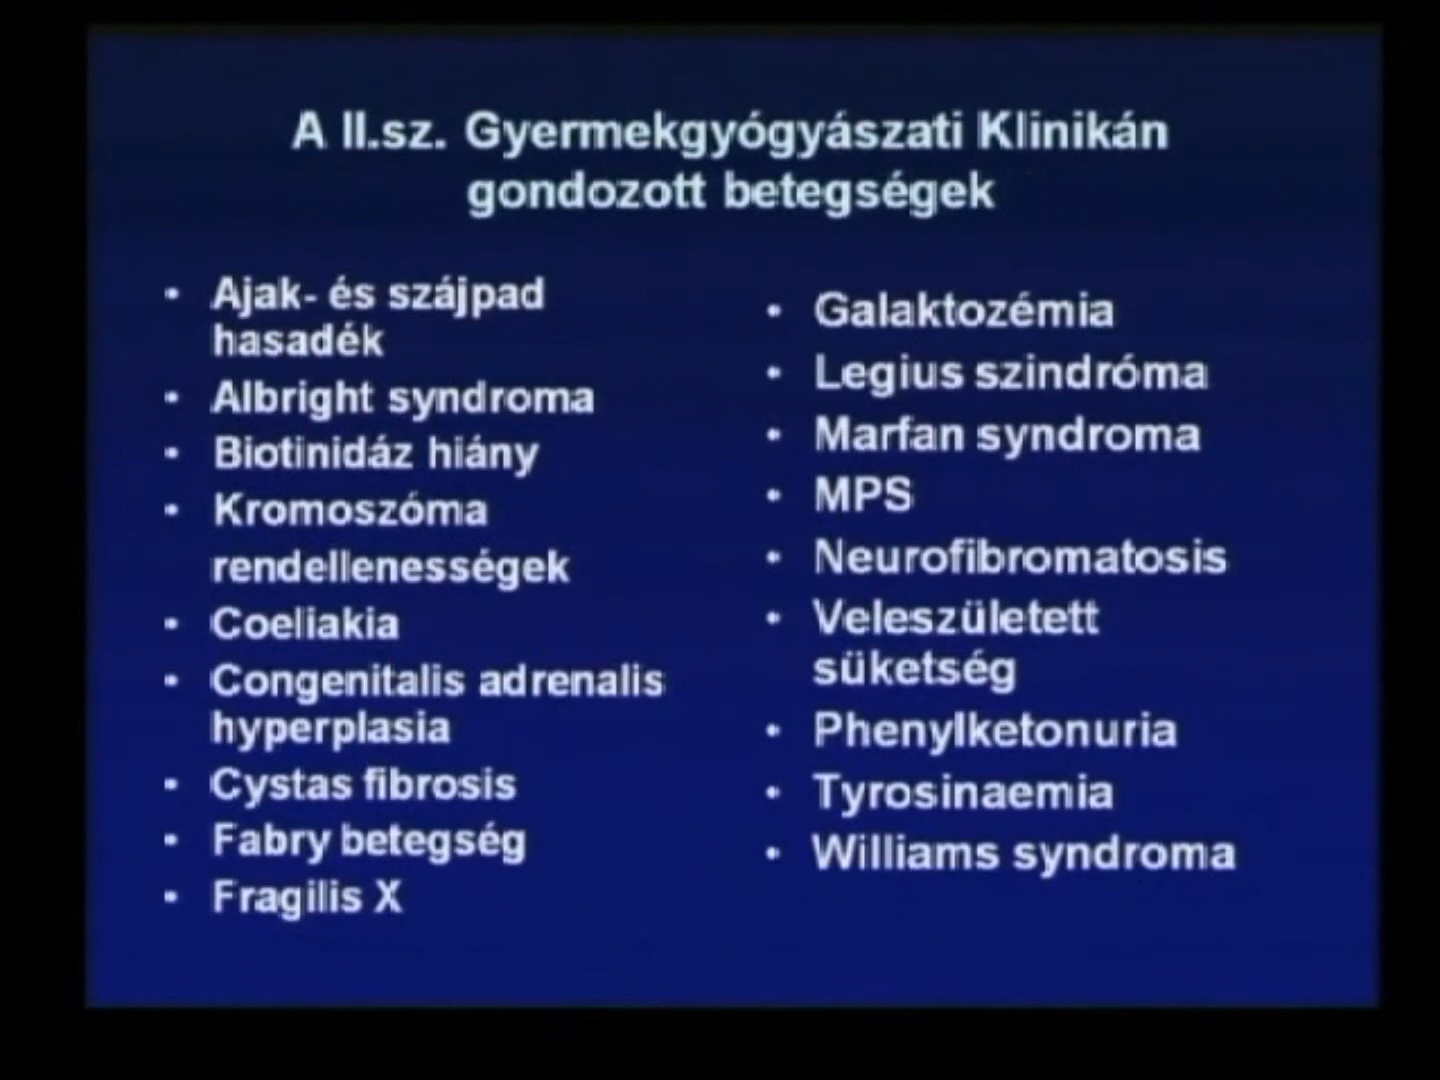 A II.sz. Gyermekgyógyászati Klinikán
gondozott betegségek
• Ajak- és szájpad
hasadék
• Albright syndroma
• Biotinidáz hiány
• Kromoszóma
rendellenességek
• Coeliakia
• Congenitalis adrenalis
hyperplasia
• Cystas fibrosis
• Fabry betegség
• Fragilis X
• Galaktozémia
• Legius szindróma
• Marfan syndroma
• MPS
• Neurofibromatosis
• Veleszületett
süketség
• Phenylketonuria
• Tyrosinaemia
• Williams syndroma